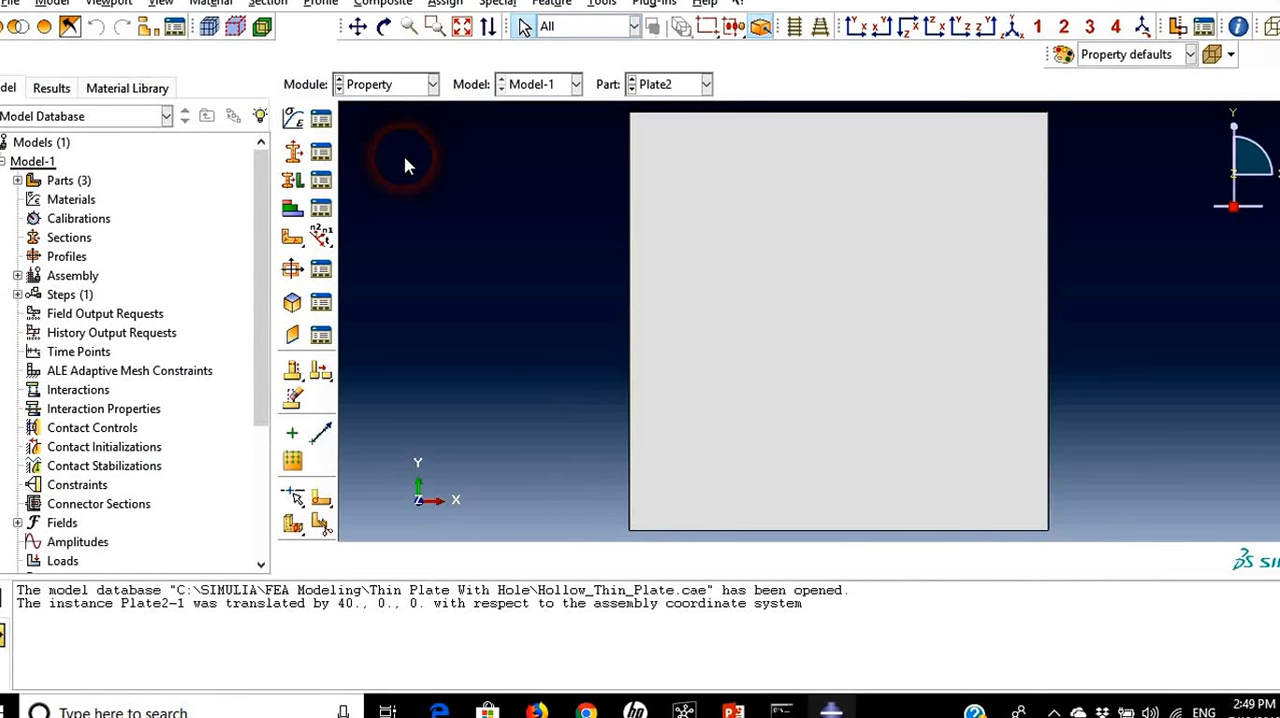 File Model Viewport View Material Section Profile Composite Assign Special Feature Tools Plug-ins Help
All 1 2 3 4
Property defaults
Results Material Library Module: Property Model: Model-1 Part: Plate2
Model Database
Models (1)
Model-1
Parts (3)
Materials
Calibrations
Sections
Profiles
Assembly
Steps (1)
Field Output Requests
History Output Requests
Time Points
ALE Adaptive Mesh Constraints
Interactions
Interaction Properties
Contact Controls
Contact Initializations
Contact Stabilizations
Constraints
Connector Sections
Fields
Amplitudes
Loads
Y
Z
Y
Z X
The model database "C:\SIMULIA\FEA Modeling\Thin Plate With Hole\Hollow_Thin_Plate.cae" has been opened.
The instance Plate2-1 was translated by 40., 0., 0. with respect to the assembly coordinate system
Type here to search
ENG
2:49 PM